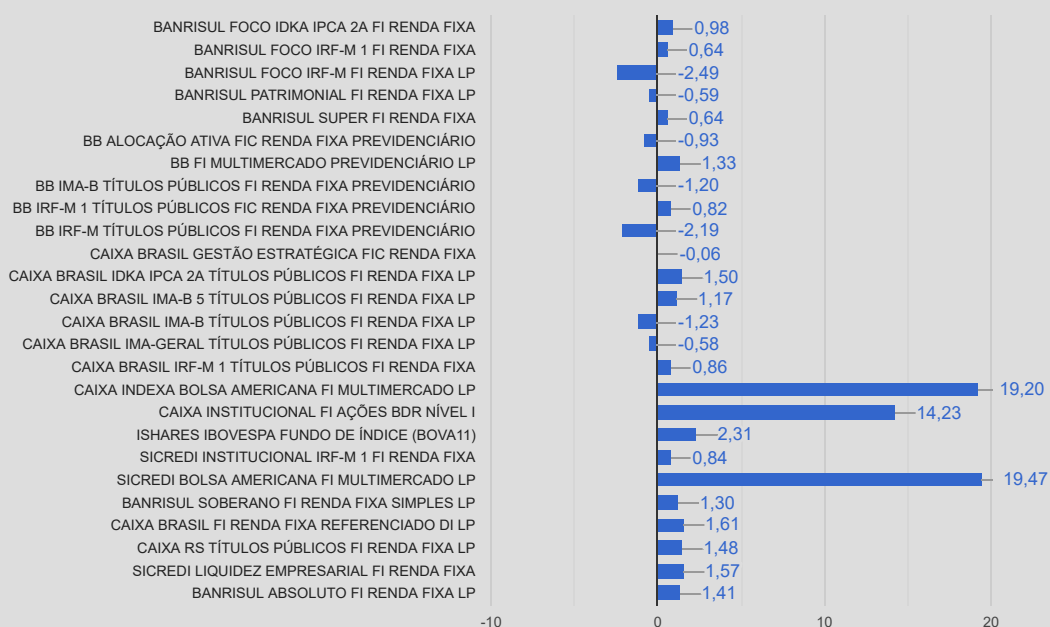 BANRISUL FOCO IDKA IPCA 2A FI RENDA FIXA 0,98
BANRISUL FOCO IRF-M 1 FI RENDA FIXA 0,64
BANRISUL FOCO IRF-M FI RENDA FIXA LP -2,49
BANRISUL PATRIMONIAL FI RENDA FIXA LP -0,59
BANRISUL SUPER FI RENDA FIXA 0,64
BB ALOCAÇÃO ATIVA FIC RENDA FIXA PREVIDENCIÁRIO -0,93
BB FI MULTIMERCADO PREVIDENCIÁRIO LP 1,33
BB IMA-B TÍTULOS PÚBLICOS FI RENDA FIXA PREVIDENCIÁRIO -1,20
BB IRF-M 1 TÍTULOS PÚBLICOS FIC RENDA FIXA PREVIDENCIÁRIO 0,82
BB IRF-M TÍTULOS PÚBLICOS FI RENDA FIXA PREVIDENCIÁRIO -2,19
CAIXA BRASIL GESTÃO ESTRATÉGICA FIC RENDA FIXA -0,06
CAIXA BRASIL IDKA IPCA 2A TÍTULOS PÚBLICOS FI RENDA FIXA LP 1,50
CAIXA BRASIL IMA-B 5 TÍTULOS PÚBLICOS FI RENDA FIXA LP 1,17
CAIXA BRASIL IMA-B TÍTULOS PÚBLICOS FI RENDA FIXA LP -1,23
CAIXA BRASIL IMA-GERAL TÍTULOS PÚBLICOS FI RENDA FIXA LP -0,58
CAIXA BRASIL IRF-M 1 TÍTULOS PÚBLICOS FI RENDA FIXA 0,86
CAIXA INDEXA BOLSA AMERICANA FI MULTIMERCADO LP 19,20
CAIXA INSTITUCIONAL FI AÇÕES BDR NÍVEL I 14,23
ISHARES IBOVESPA FUNDO DE ÍNDICE (BOVA11) 2,31
SICREDI INSTITUCIONAL IRF-M 1 FI RENDA FIXA 0,84
SICREDI BOLSA AMERICANA FI MULTIMERCADO LP 19,47
BANRISUL SOBERANO FI RENDA FIXA SIMPLES LP 1,30
CAIXA BRASIL FI RENDA FIXA REFERENCIADO DI LP 1,61
CAIXA RS TÍTULOS PÚBLICOS FI RENDA FIXA LP 1,48
SICREDI LIQUIDEZ EMPRESARIAL FI RENDA FIXA 1,57
BANRISUL ABSOLUTO FI RENDA FIXA LP 1,41
-10 0 10 20